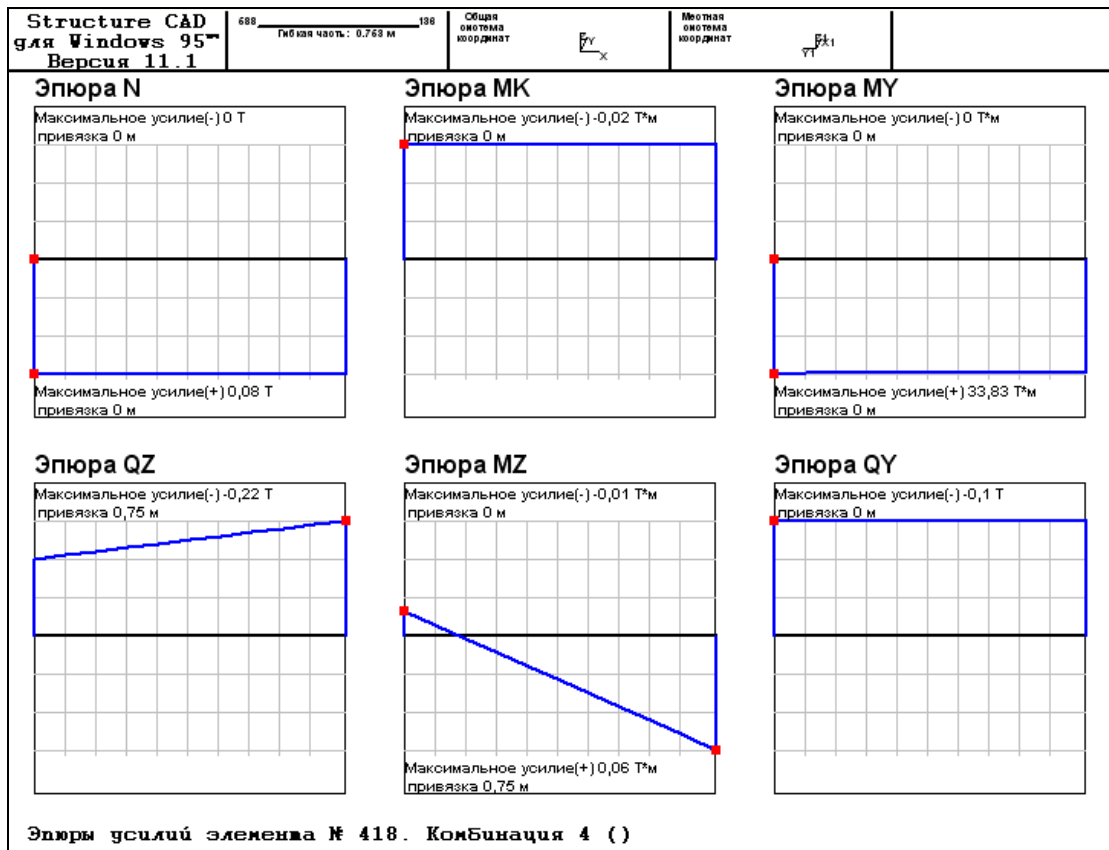 Structure CAD
для Windows 95™
Версия 11.1
688 136
Гибкая часть: 0.753 м
Общая
система
координат
Y
X
Местная
система
координат
Эпюра N
Максимальное усилие(-) 0 Т
привязка 0 м
Максимальное усилие(+) 0,08 Т
привязка 0 м
Эпюра MK
Максимальное усилие(-) -0,02 Т*м
привязка 0 м
Эпюра MY
Максимальное усилие(-) 0 Т*м
привязка 0 м
Максимальное усилие(+) 33,83 Т*м
привязка 0 м
Эпюра QZ
Максимальное усилие(-) -0,22 Т
привязка 0,75 м
Эпюра MZ
Максимальное усилие(-) -0,01 Т*м
привязка 0 м
Максимальное усилие(+) 0,06 Т*м
привязка 0,75 м
Эпюра QY
Максимальное усилие(-) -0,1 Т
привязка 0 м
Эпюры усилий элемента № 418. Комбинация 4 ()